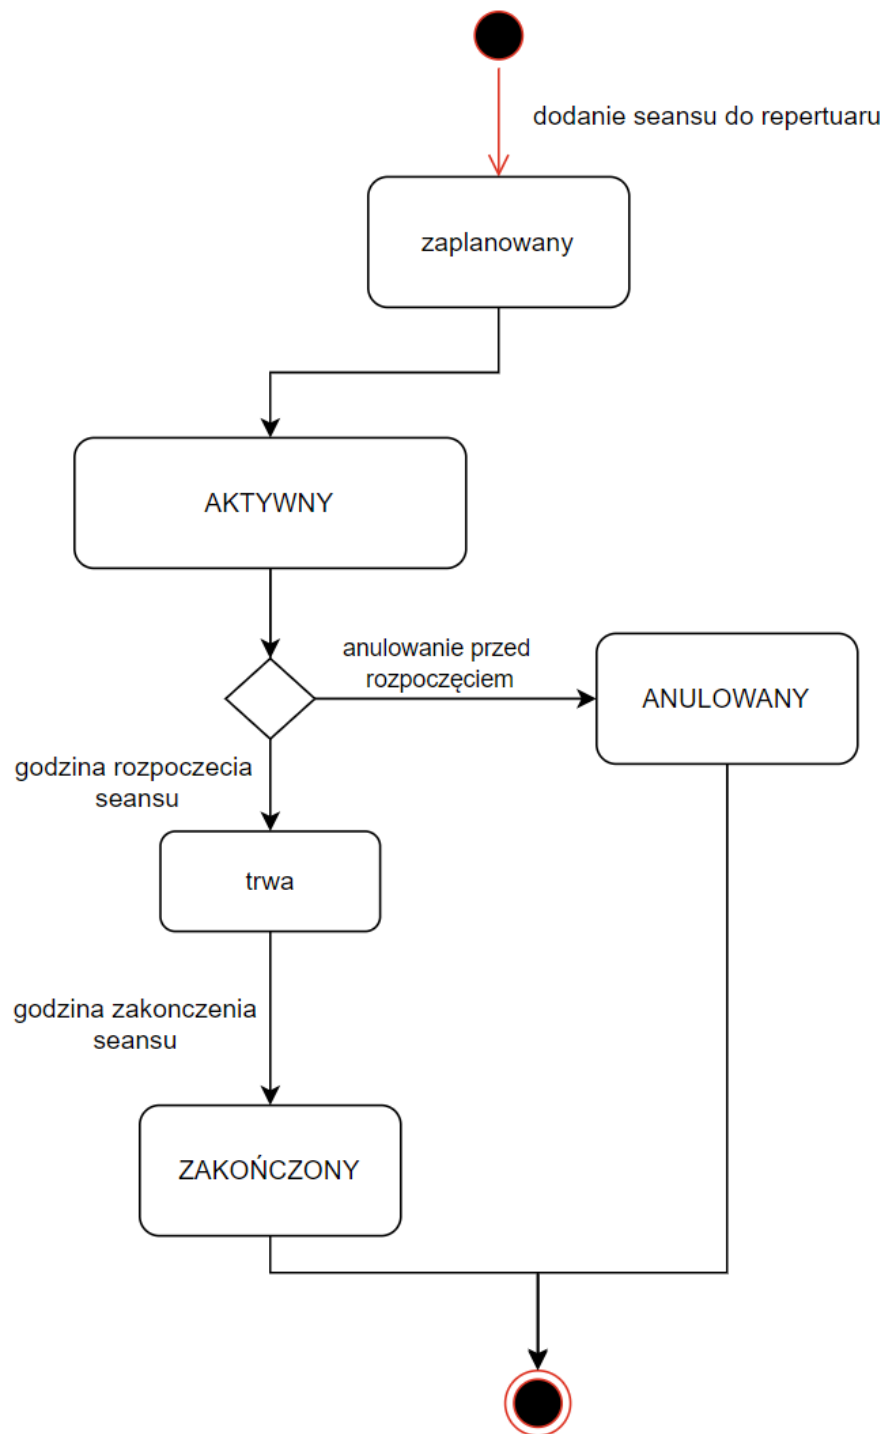 dodanie seansu do repertuaru
zaplanowany
AKTYWNY
anulowanie przed
rozpoczęciem
ANULOWANY
godzina rozpoczecia
seansu
trwa
godzina zakonczenia
seansu
ZAKOŃCZONY